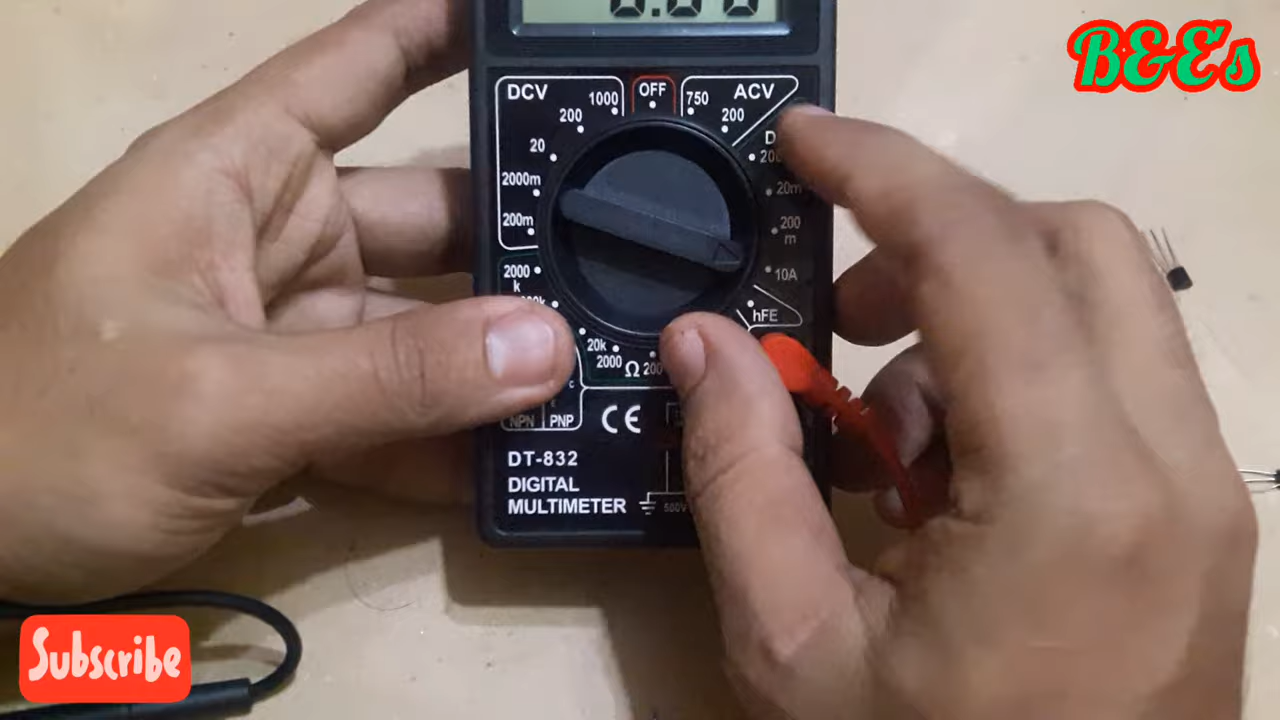 B&Es
DCV
OFF
ACV
1000
750
200
200
20
20m
2000m
200m
200
m
2000
k
10A
hFE
20k
2000
Ω
200
C
E
NPN
PNP
CE
DT-832
DIGITAL
MULTIMETER
500V
Subscribe